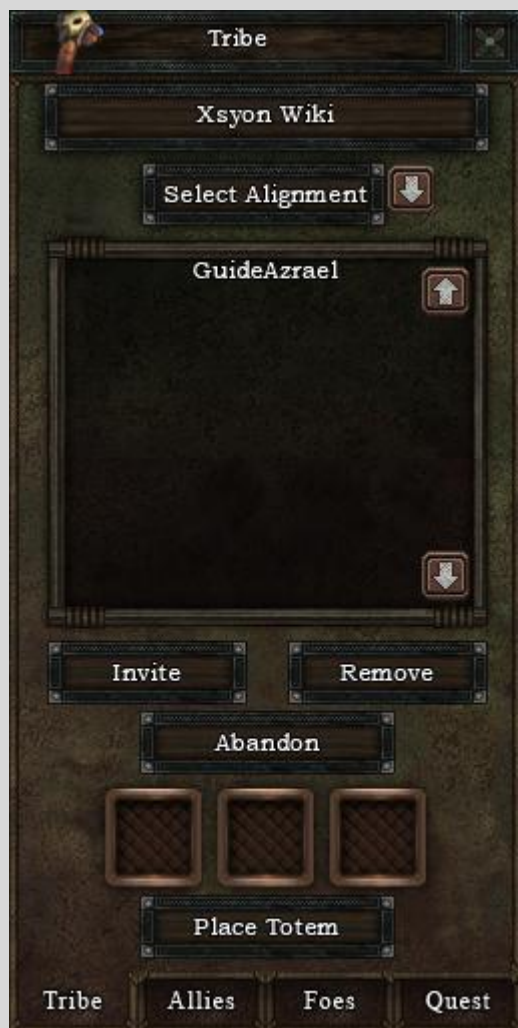 Tribe
Xsyon Wiki
Select Alignment
GuideAzrael
Invite Remove
Abandon
Place Totem
Tribe Allies Foes Quest